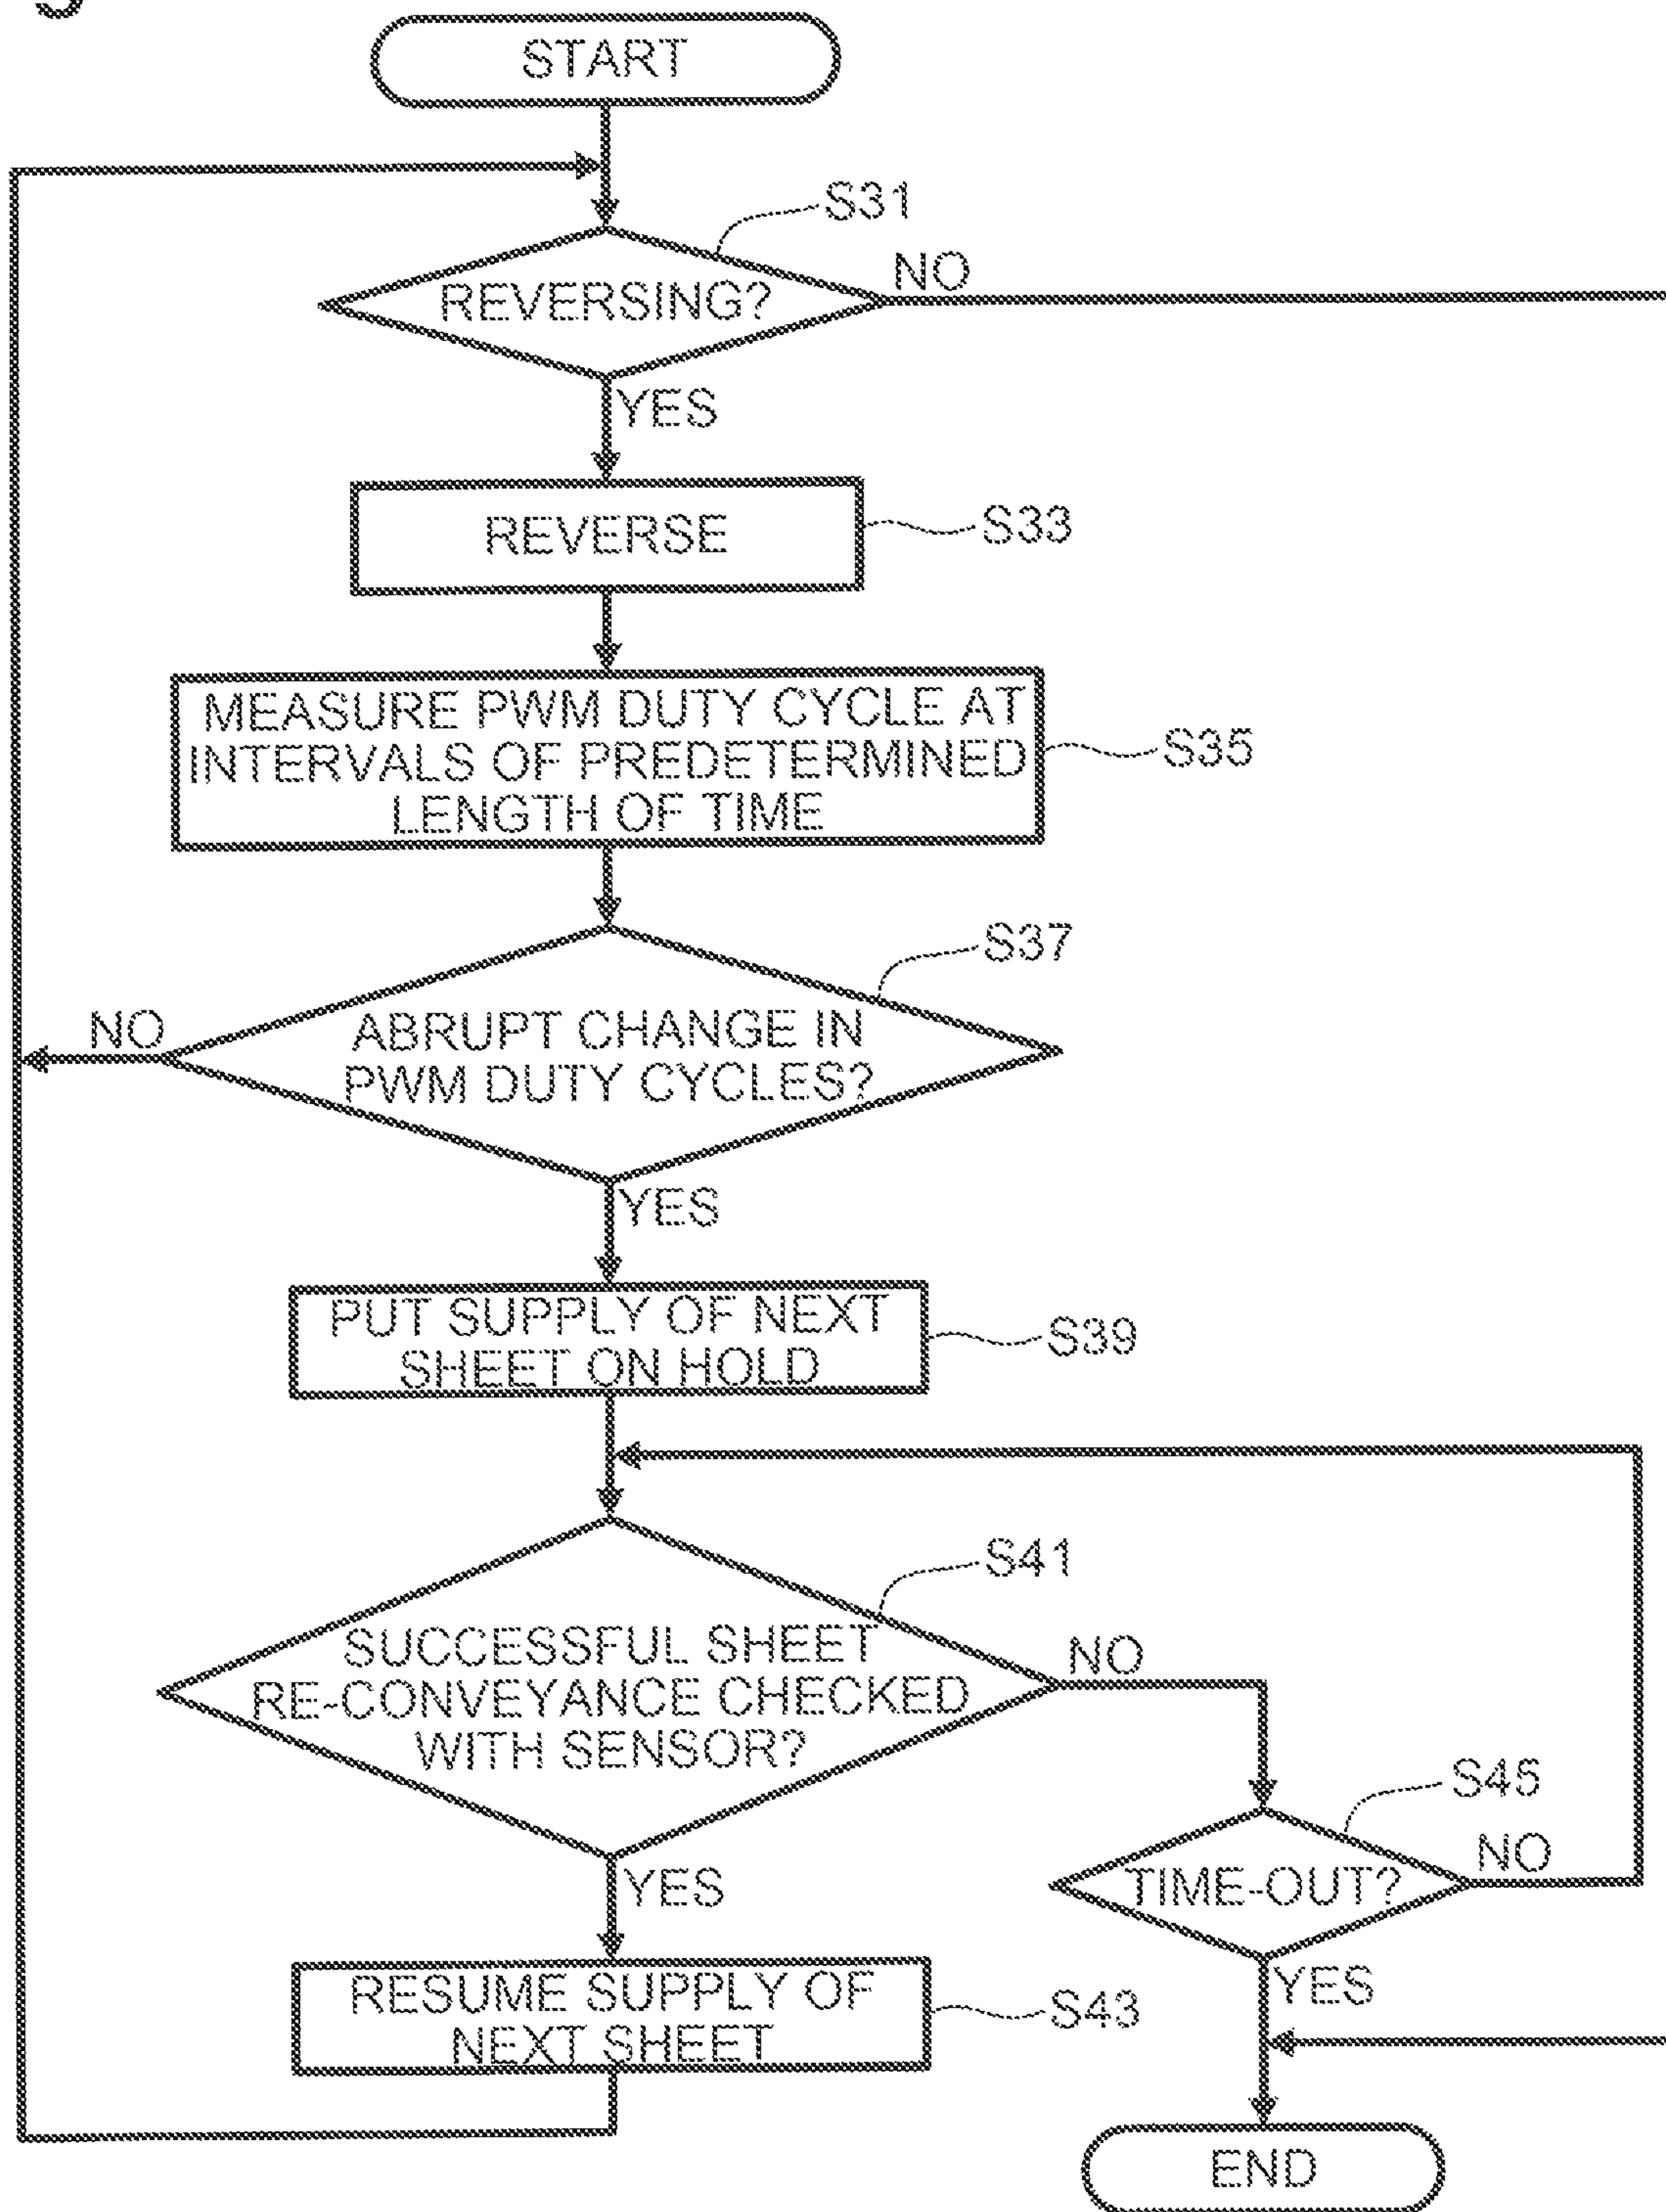 START
S31
REVERSING?
NO
YES
REVERSE
S33
MEASURE PWM DUTY CYCLE AT
INTERVALS OF PREDETERMINED
LENGTH OF TIME
S35
S37
ABRUPT CHANGE IN
PWM DUTY CYCLES?
NO
YES
PUT SUPPLY OF NEXT
SHEET ON HOLD
S39
S41
SUCCESSFUL SHEET
RE-CONVEYANCE CHECKED
WITH SENSOR?
NO
YES
S45
TIME-OUT?
NO
YES
RESUME SUPPLY OF
NEXT SHEET
S43
END